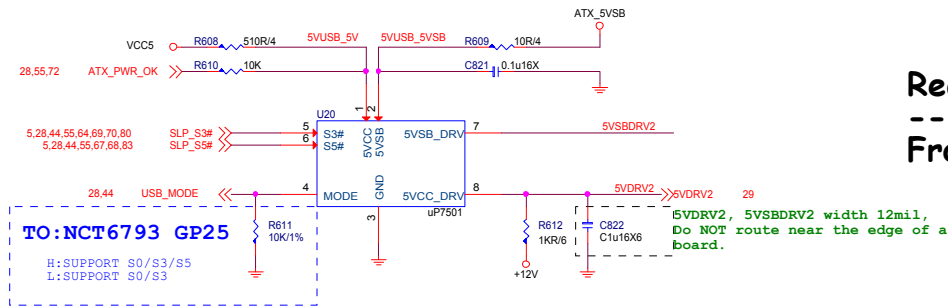 ATX_5VSB
VCC5 R608 510R/4 5VUSB_5V 5VUSB_5VSB R609 10R/4
28,55,72 ATX_PWR_OK R610 10K C821 0.1u16X
Rea
--
Fro
U20
1 2
5,28,44,55,64,69,70,80 SLP_S3# 5 S3# 5VCC 5VSB 5VSB_DRV 7 5VSBDRV2
5,28,44,55,67,68,83 SLP_S5# 6 S5#
28,44 USB_MODE 4 MODE GND 5VCC_DRV 8 5VDRV2 5VDRV2 29
uP7501
3
R611
10K/1%
R612
1KR/6
C822
C1u16X6
+12V
5VDRV2, 5VSBDRV2 width 12mil,
Do NOT route near the edge of a
board.
TO:NCT6793 GP25
H:SUPPORT S0/S3/S5
L:SUPPORT S0/S3